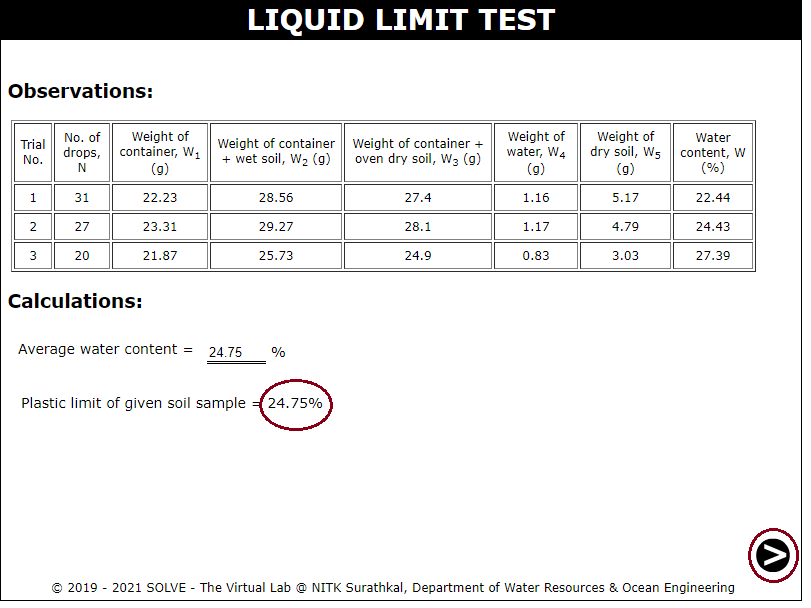 LIQUID LIMIT TEST
Observations:
Trial No. No. of drops, N Weight of container, W1 (g) Weight of container + wet soil, W2 (g) Weight of container + oven dry soil, W3 (g) Weight of water, W4 (g) Weight of dry soil, W5 (g) Water content, W (%)
1 31 22.23 28.56 27.4 1.16 5.17 22.44
2 27 23.31 29.27 28.1 1.17 4.79 24.43
3 20 21.87 25.73 24.9 0.83 3.03 27.39
Calculations:
Average water content = 24.75 %
Plastic limit of given soil sample = 24.75%
>
© 2019 - 2021 SOLVE - The Virtual Lab @ NITK Surathkal, Department of Water Resources & Ocean Engineering